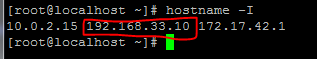 [root@localhost ~]# hostname -I
10.0.2.15 192.168.33.10 172.17.42.1
[root@localhost ~]#